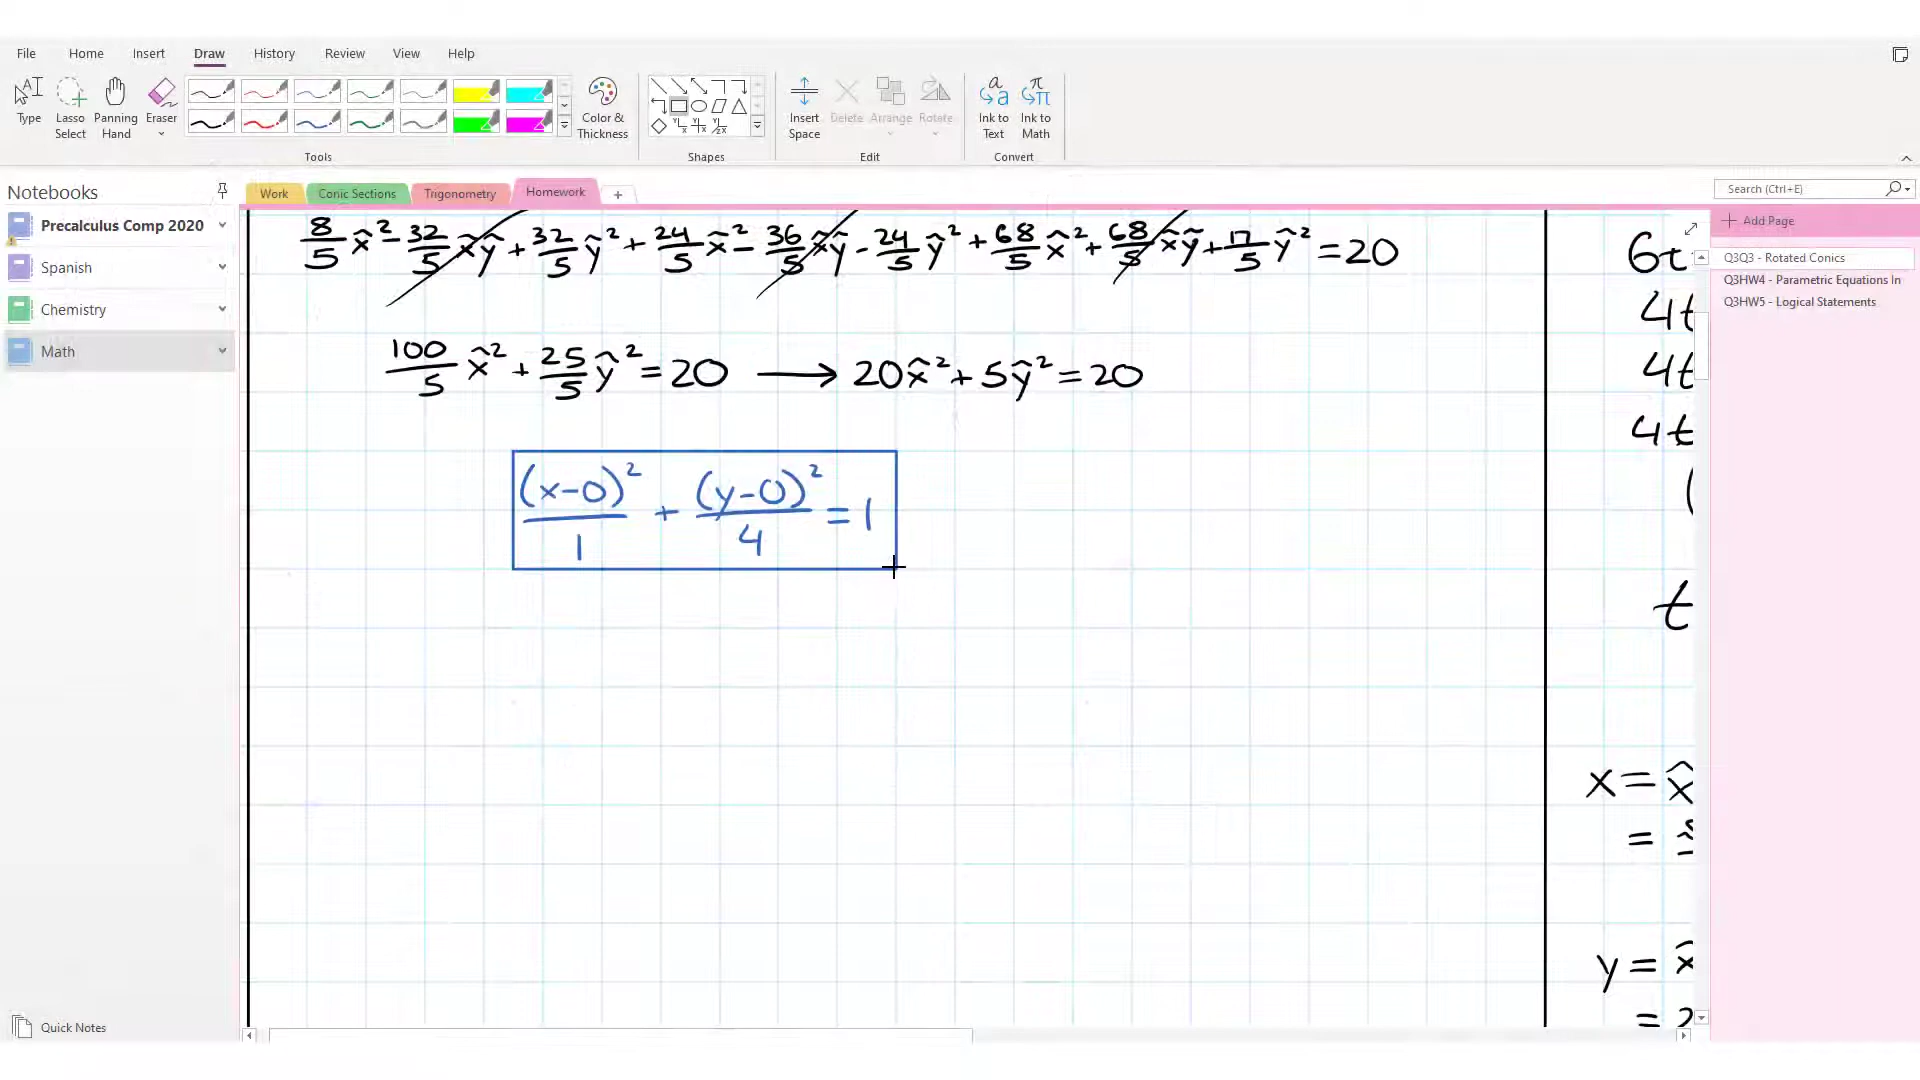 File Home Insert Draw History Review View Help
Type
Lasso Select
Panning Hand
Eraser
Color & Thickness
Insert Space
Delete
Arrange
Rotate
Ink to Text
Ink to Math
Tools
Shapes
Edit
Convert
Notebooks
Precalculus Comp 2020
Spanish
Chemistry
Math
Quick Notes
Work Conic Sections Trigonometry Homework +
Search (Ctrl+E)
Add Page
Q3Q3 - Rotated Conics
Q3HW4 - Parametric Equations In
Q3HW5 - Logical Statements
8/5 x̂² - 32/5 x̂ŷ + 32/5 ŷ² + 24/5 x̂² - 36/5 x̂ŷ - 24/5 ŷ² + 68/5 x̂² + 68/5 x̂ŷ + 17/5 ŷ² = 20
100/5 x̂² + 25/5 ŷ² = 20 → 20x̂² + 5ŷ² = 20
(x-0)²/1 + (y-0)²/4 = 1
6t
4t
4t
4t
(
t
x = x̂
=
y = x̂
= 2